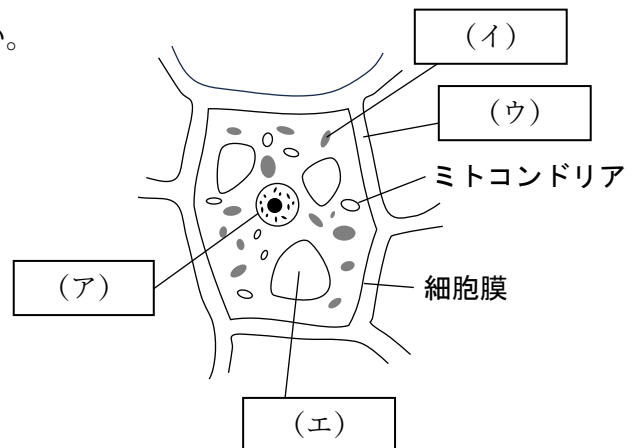 い。
（イ）
（ウ）
ミトコンドリア
（ア）
細胞膜
（エ）